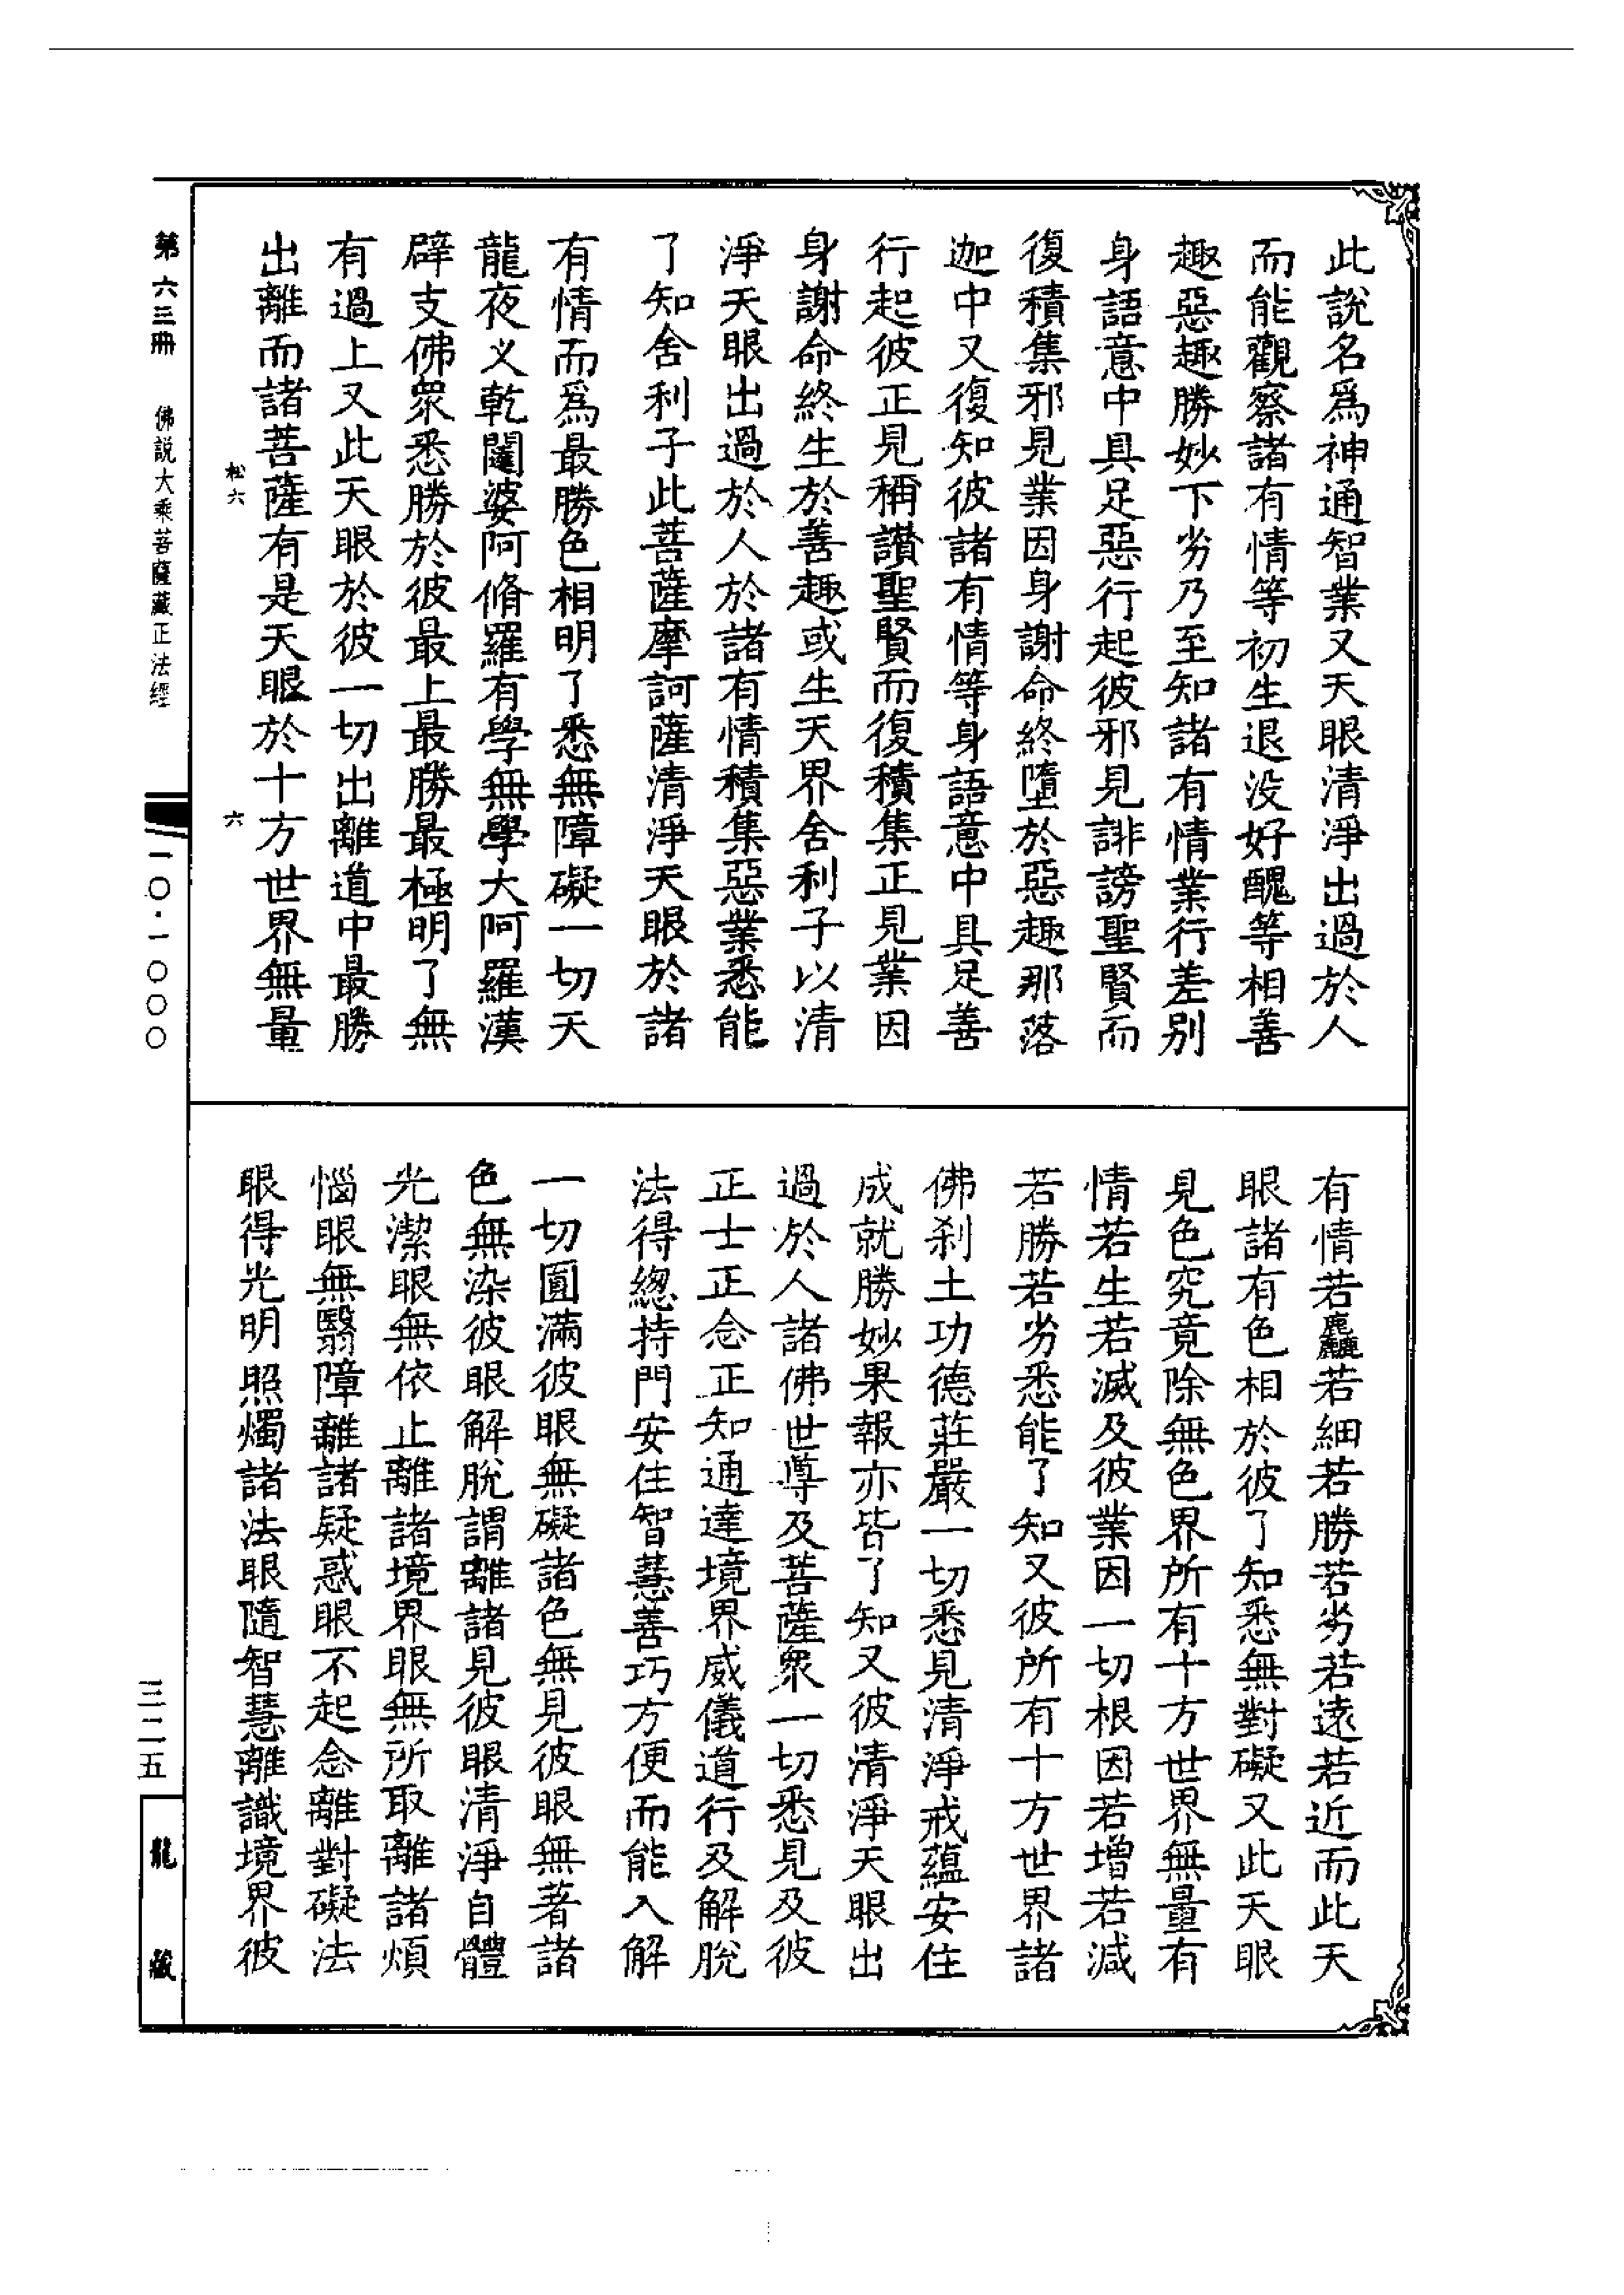 此說名爲神通智業又天眼清淨出過於人
而能觀察諸有情等初生退没好醜等相善
趣惡趣勝妙下劣乃至知諸有情業行差別
身語意中具足惡行起彼邪見誹謗聖賢而
復積集邪見業因身謝命終墮於惡趣那落
迦中又復知彼諸有情等身語意中具足善
行起彼正見稱讚聖賢而復積集正見業因
身謝命終生於善趣或生天界舍利子以清
淨天眼出過於人於諸有情積集惡業悉能
了知舍利子此菩薩摩訶薩清淨天眼於諸
有情而爲最勝色相明了悉無障礙一切天
龍夜义乾闥婆阿脩羅有學無學大阿羅漢
辟支佛衆悉勝於彼最上最勝最極明了無
有過上又此天眼於彼一切出離道中最勝
出離而諸菩薩有是天眼於十方世界無量
松六
六
有情若麤若細若勝若劣若遠若近而此天
眼諸有色相於彼了知悉無對礙又此天眼
見色究竟除無色界所有十方世界無量有
情若生若滅及彼業因一切根因若增若減
若勝若劣悉能了知又彼所有十方世界諸
佛剎土功德莊嚴一切悉見清淨戒蘊安住
成就勝妙果報亦皆了知又彼清淨天眼出
過於人諸佛世尊及菩薩衆一切悉見及彼
正士正念正知通達境界威儀道行及解脫
法得緫持門安住智慧善巧方便而能入解
一切圓滿彼眼無礙諸色無見彼眼無著諸
色無染彼眼解脫謂離諸見彼眼清淨自體
光潔眼無依止離諸境界眼無所取離諸煩
惱眼無翳障離諸疑惑眼不起念離對礙法
眼得光明照燭諸法眼隨智慧離識境界彼
第六三冊
佛説大乘菩薩藏正法經
一〇·一〇〇〇
三二五
龍藏